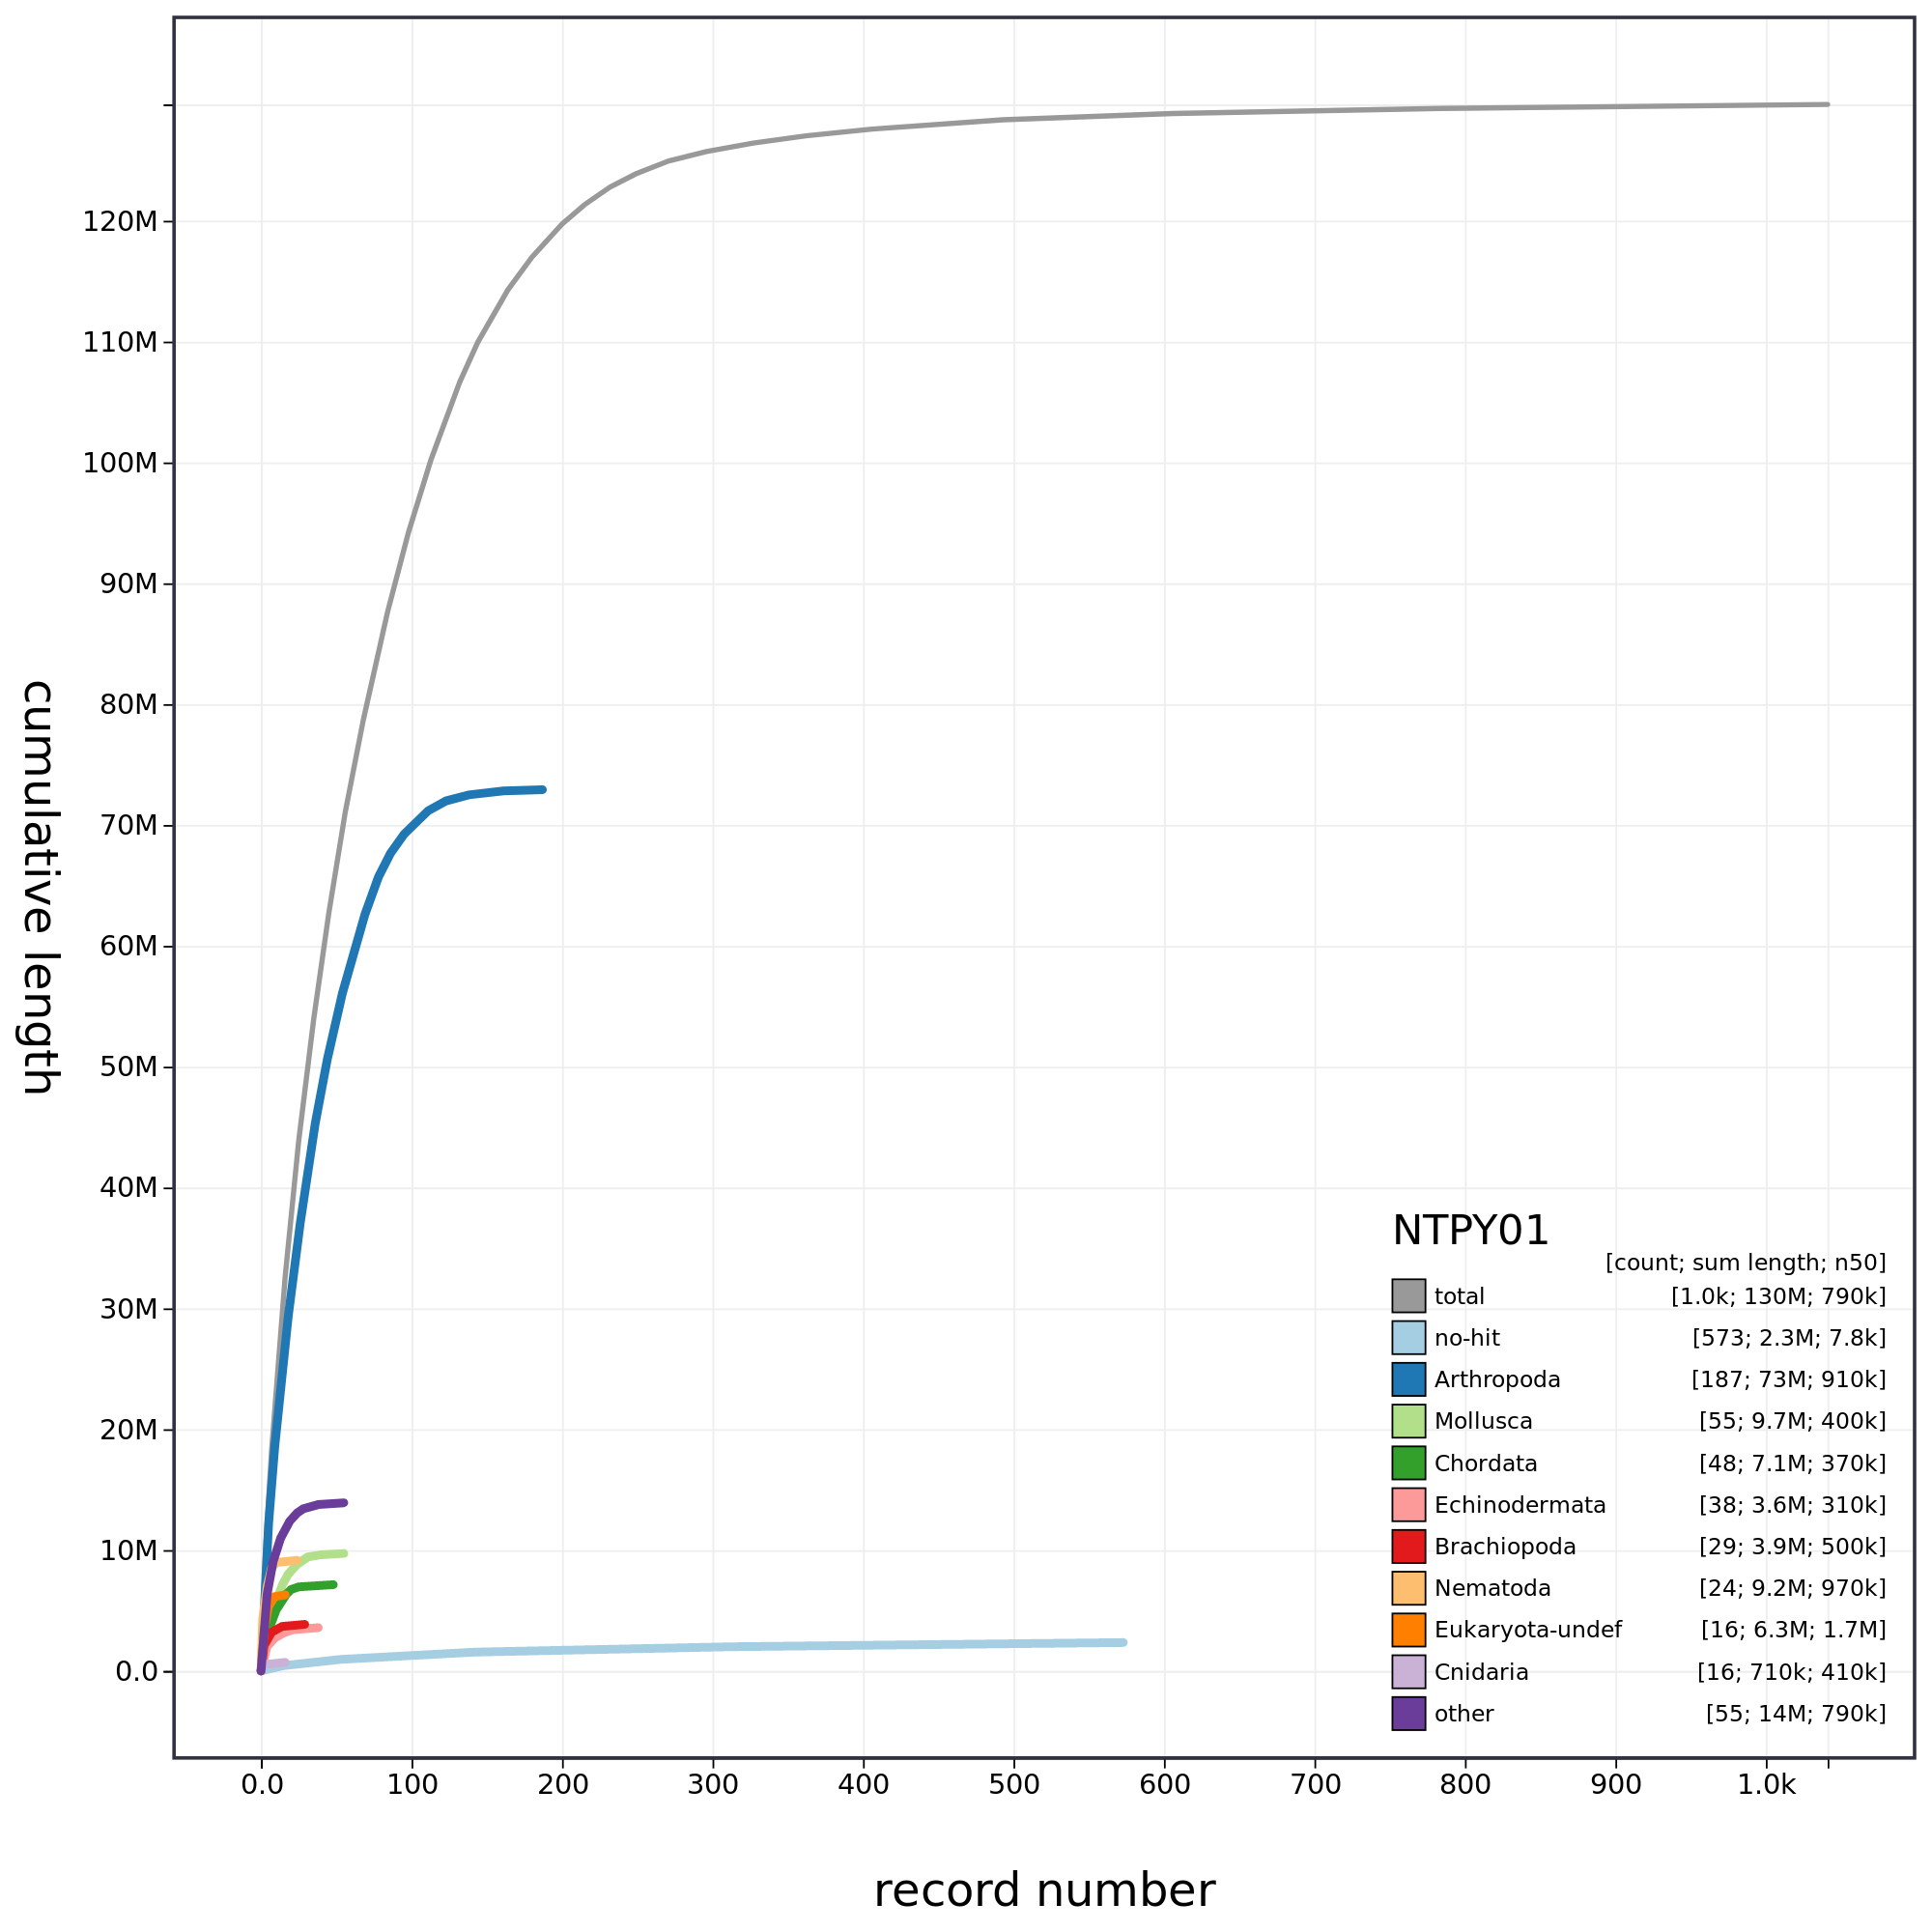 cumulative length
120M
110M
100M
90M
80M
70M
60M
50M
40M
30M
20M
10M
0.0
NTPY01
[count; sum length; n50]
total [1.0k; 130M; 790k]
no-hit [573; 2.3M; 7.8k]
Arthropoda [187; 73M; 910k]
Mollusca [55; 9.7M; 400k]
Chordata [48; 7.1M; 370k]
Echinodermata [38; 3.6M; 310k]
Brachiopoda [29; 3.9M; 500k]
Nematoda [24; 9.2M; 970k]
Eukaryota-undef [16; 6.3M; 1.7M]
Cnidaria [16; 710k; 410k]
other [55; 14M; 790k]
0.0 100 200 300 400 500 600 700 800 900 1.0k
record number